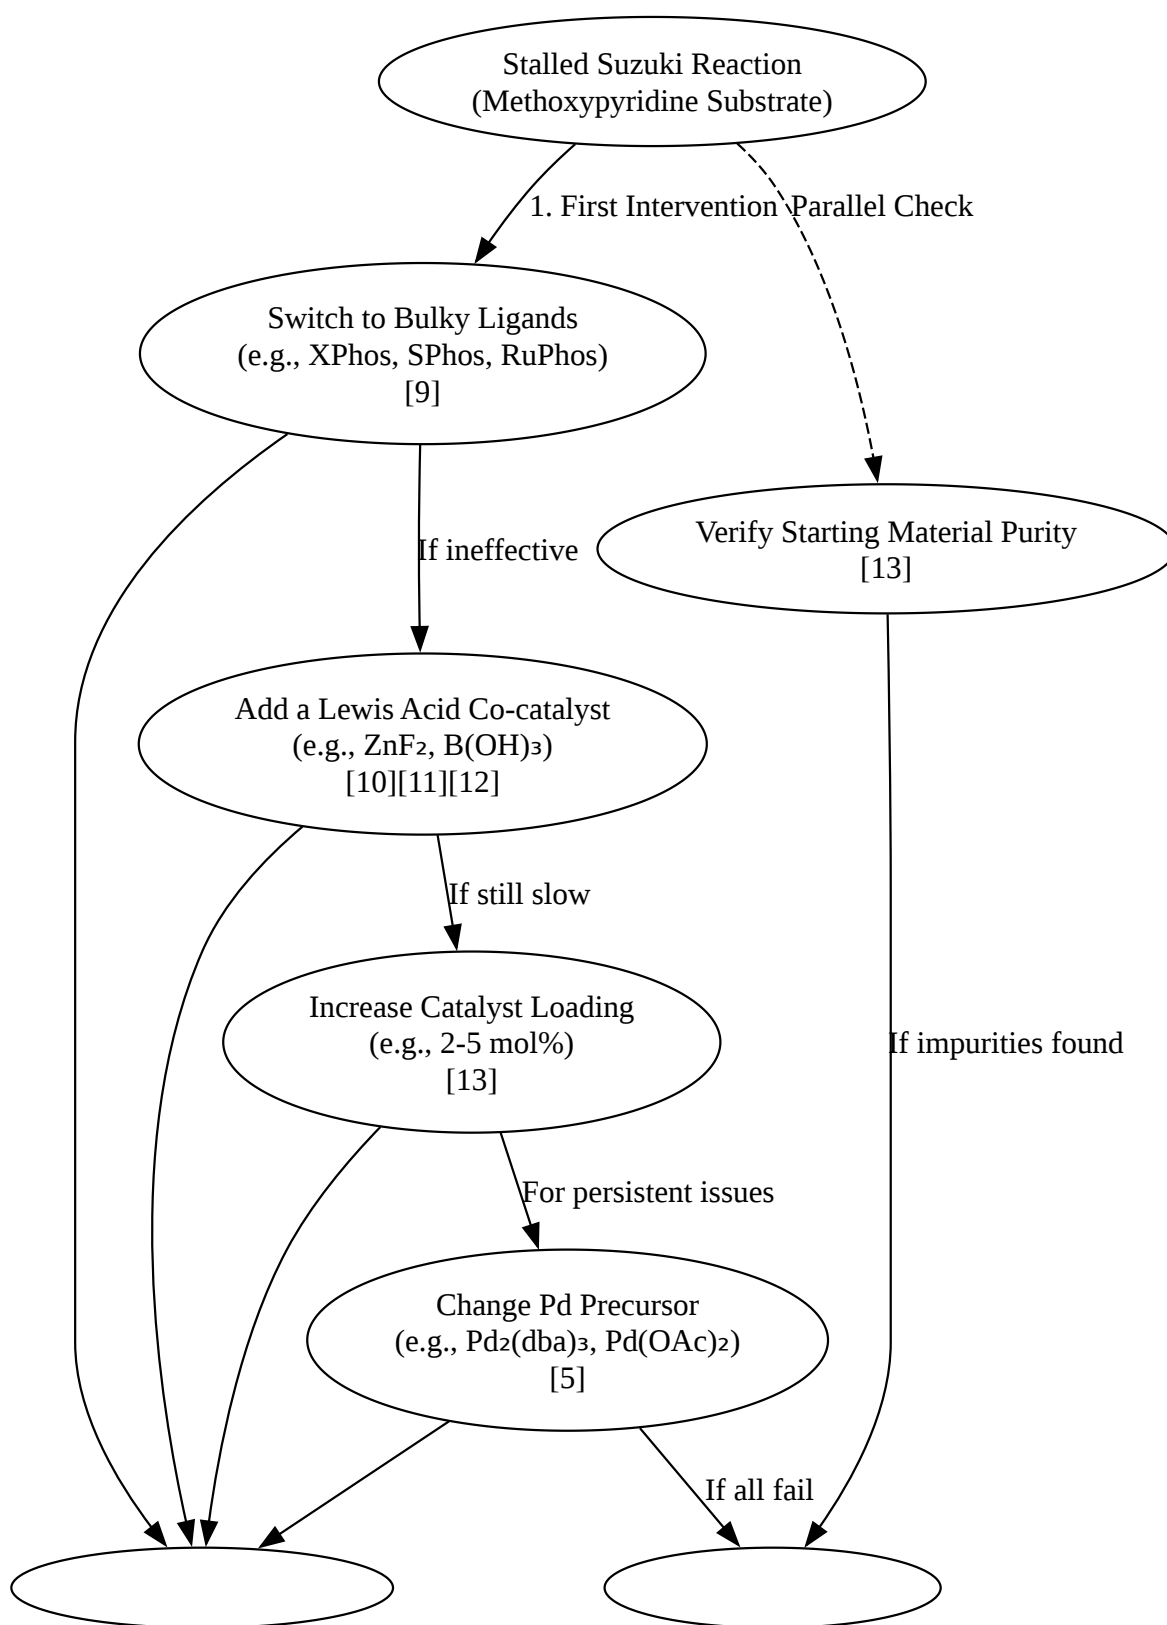 Stalled Suzuki Reaction
(Methoxypyridine Substrate)
1. First Intervention
Parallel Check
Switch to Bulky Ligands
(e.g., XPhos, SPhos, RuPhos)
[9]
If ineffective
Verify Starting Material Purity
[13]
Add a Lewis Acid Co-catalyst
(e.g., ZnF₂, B(OH)₃)
[10][11][12]
If still slow
Increase Catalyst Loading
(e.g., 2-5 mol%)
[13]
If impurities found
For persistent issues
Change Pd Precursor
(e.g., Pd₂(dba)₃, Pd(OAc)₂)
[5]
If all fail